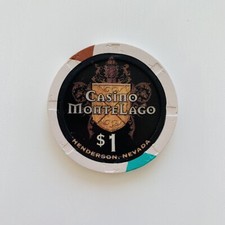 CASINO
MONTELAGO
$1
HENDERSON, NEVADA